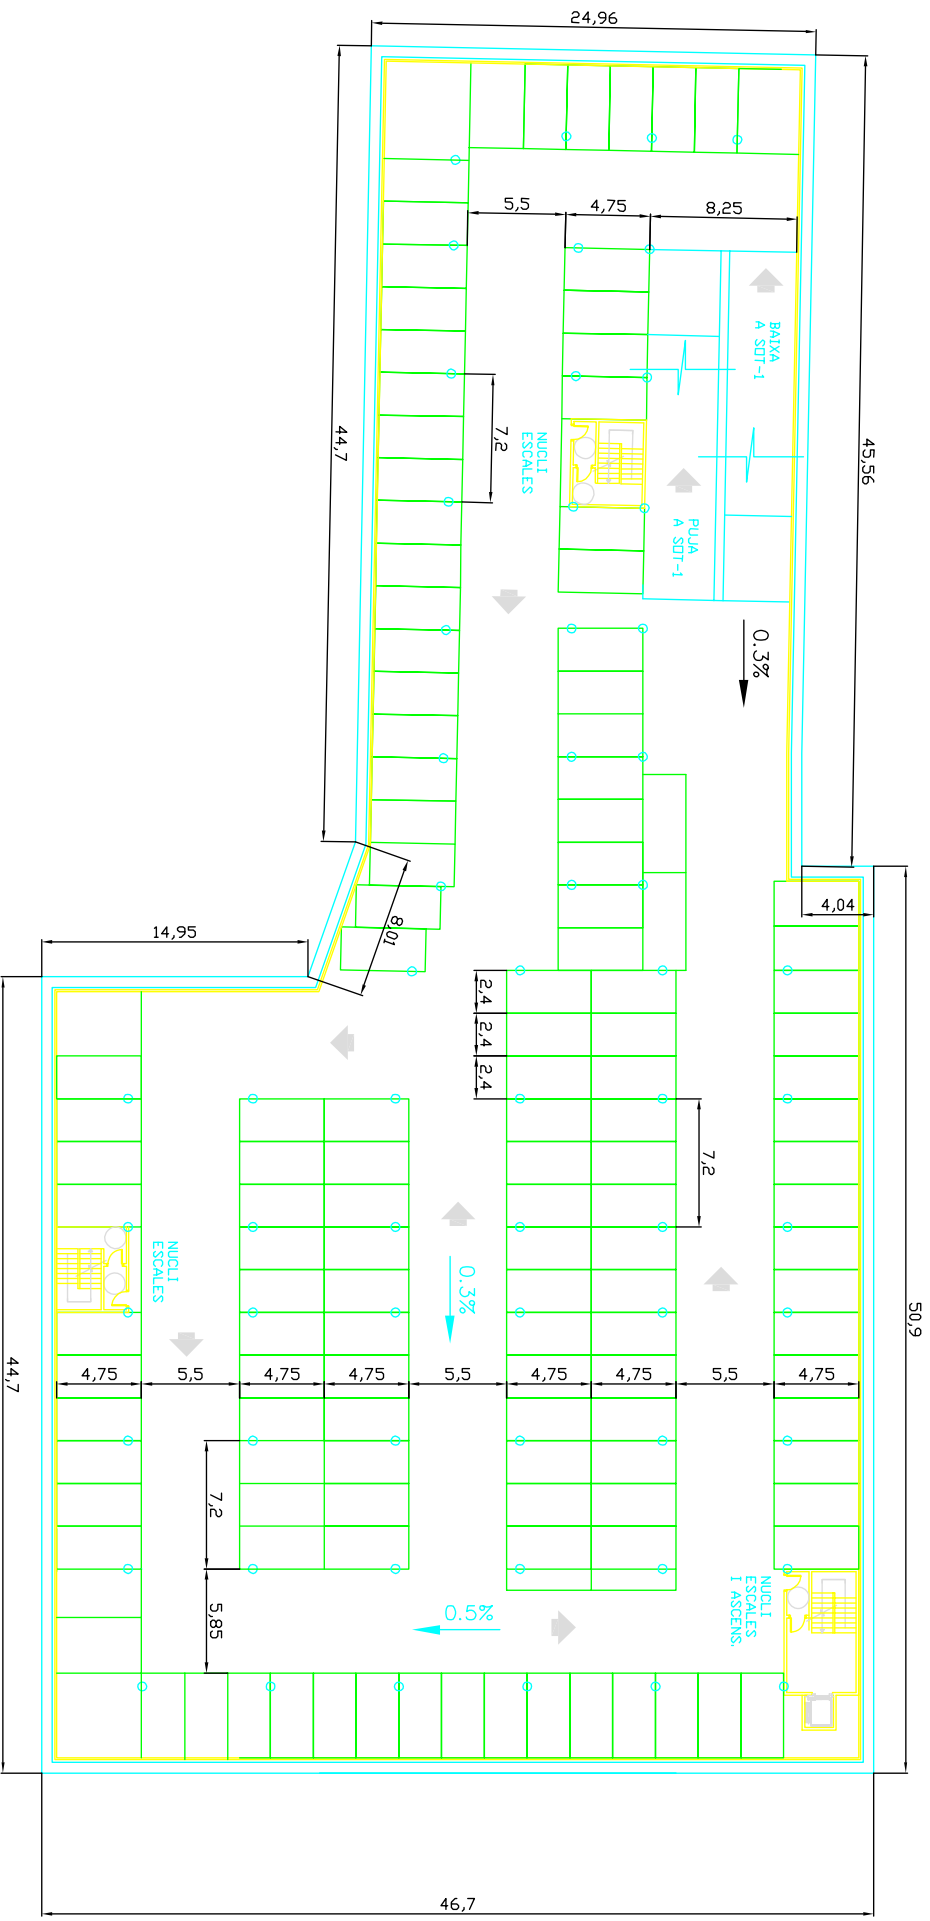 24,96
5,5
4,75
8,25
BAIXA
A SOT-1
45,56
44,7
7,2
NUCLI
ESCALES
PUJA
A SOT-1
0.3%
4,04
8,01
14,95
2,4
2,4
2,4
7,2
50,9
NUCLI
ESCALES
0.3%
44,7
4,75
5,5
4,75
4,75
5,5
4,75
4,75
5,5
4,75
7,2
5,85
0.5%
NUCLI
ESCALES
I ASCENS.
46,7